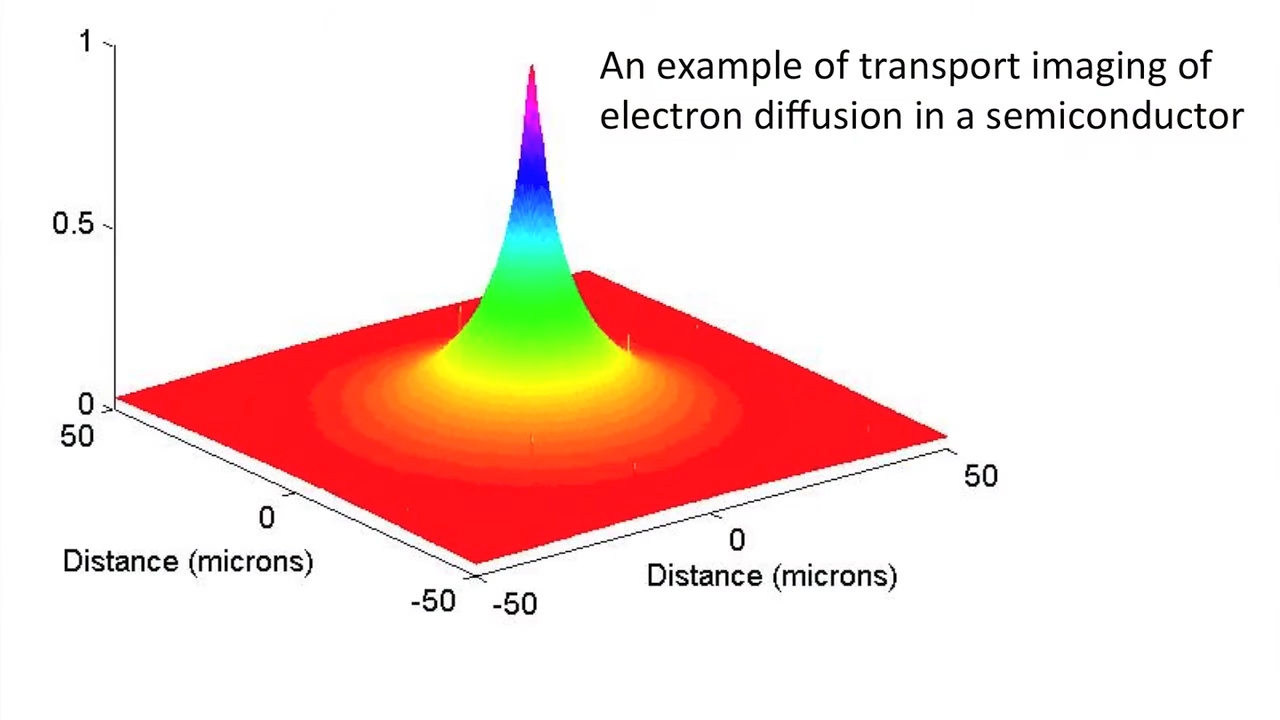 An example of transport imaging of
electron diffusion in a semiconductor
1
0.5
0
50
0
-50
Distance (microns)
-50
0
50
Distance (microns)